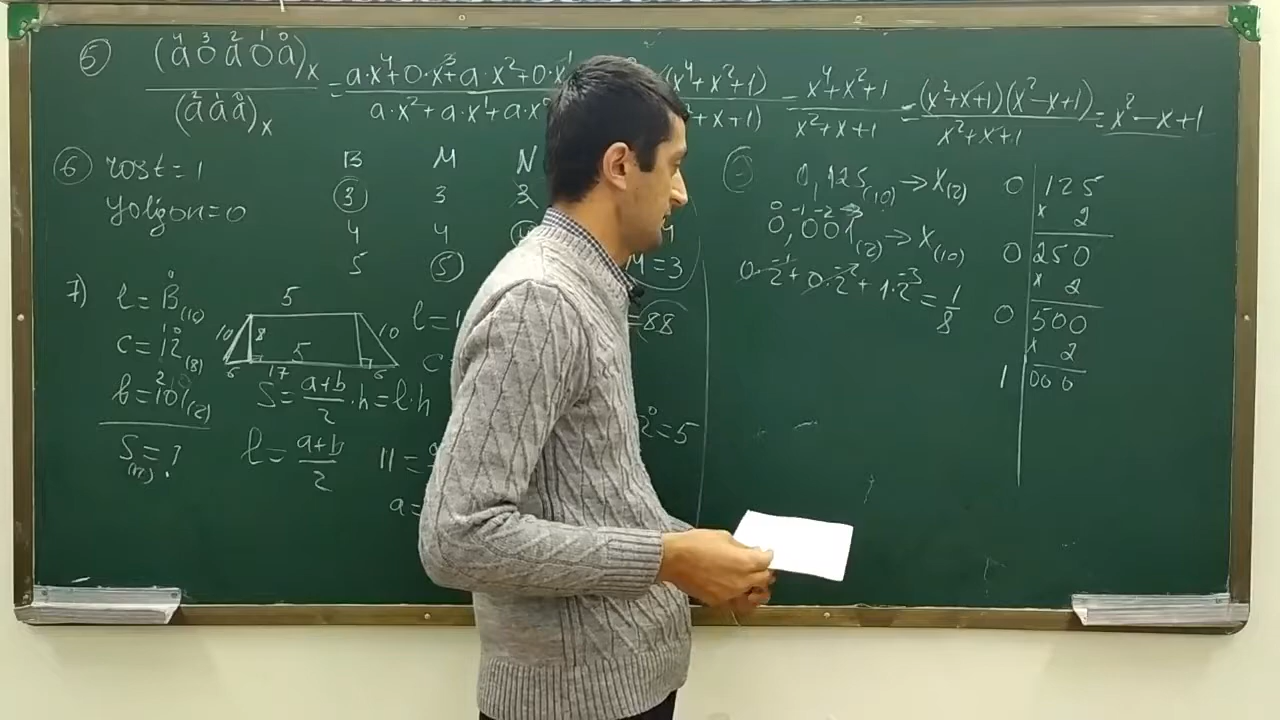 5) (a0a0a)ₓ / (aaa)ₓ = a·x⁴+0·x³+a·x²+0·x¹ / a·x²+a·x¹+a·x (x⁴+x²+1) / +x+1) = x⁴+x²+1 / x²+x+1 = (x²+x+1)(x²-x+1) / x²+x+1 = x²-x+1
6) rost=1
yolg'on=0
B M N
3 3 3
4 4
5 5
M=3
7) l=B₍₁₆₎
c=12₍₈₎
b=101₍₂₎
S=?
5
10 8 10
6 5 6
17
S=a+b/2·h=l·h
l=a+b/2
l=1
=88
c
11=
a=
2⁰=5
0,125₍₁₀₎→X₍₂₎
0,001₍₂₎→X₍₁₀₎
0·2⁻¹+0·2⁻²+1·2⁻³=1/8
0 125
x 2
0 250
x 2
0 500
x 2
1 000